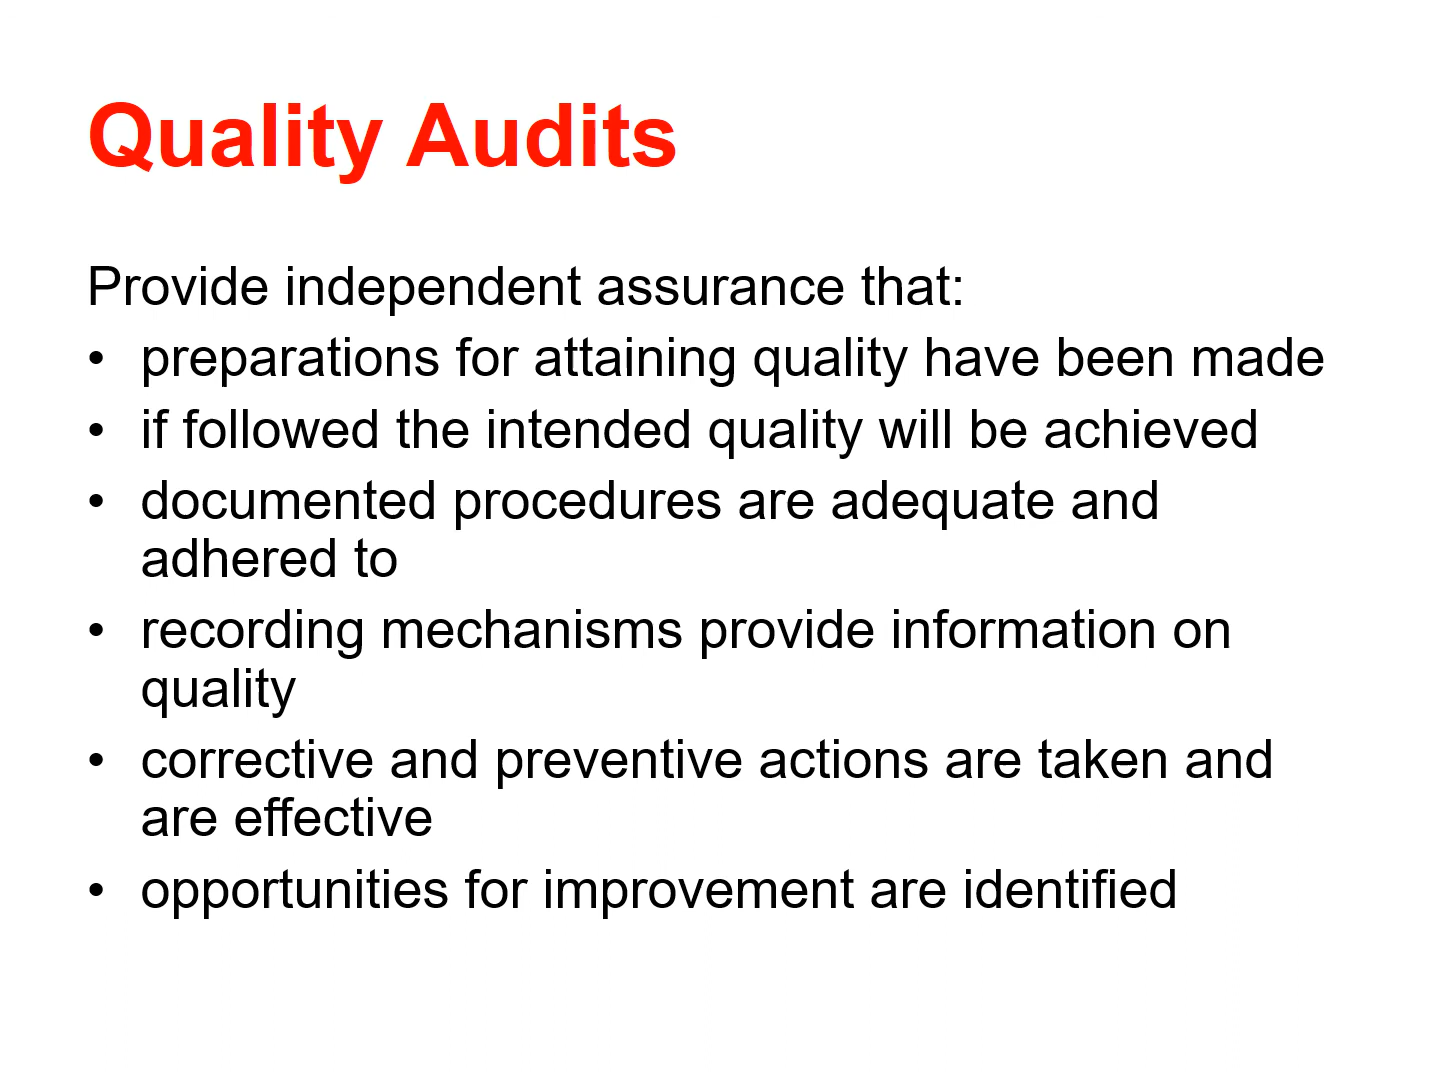 Quality Audits
Provide independent assurance that:
• preparations for attaining quality have been made
• if followed the intended quality will be achieved
• documented procedures are adequate and
adhered to
• recording mechanisms provide information on
quality
• corrective and preventive actions are taken and
are effective
• opportunities for improvement are identified